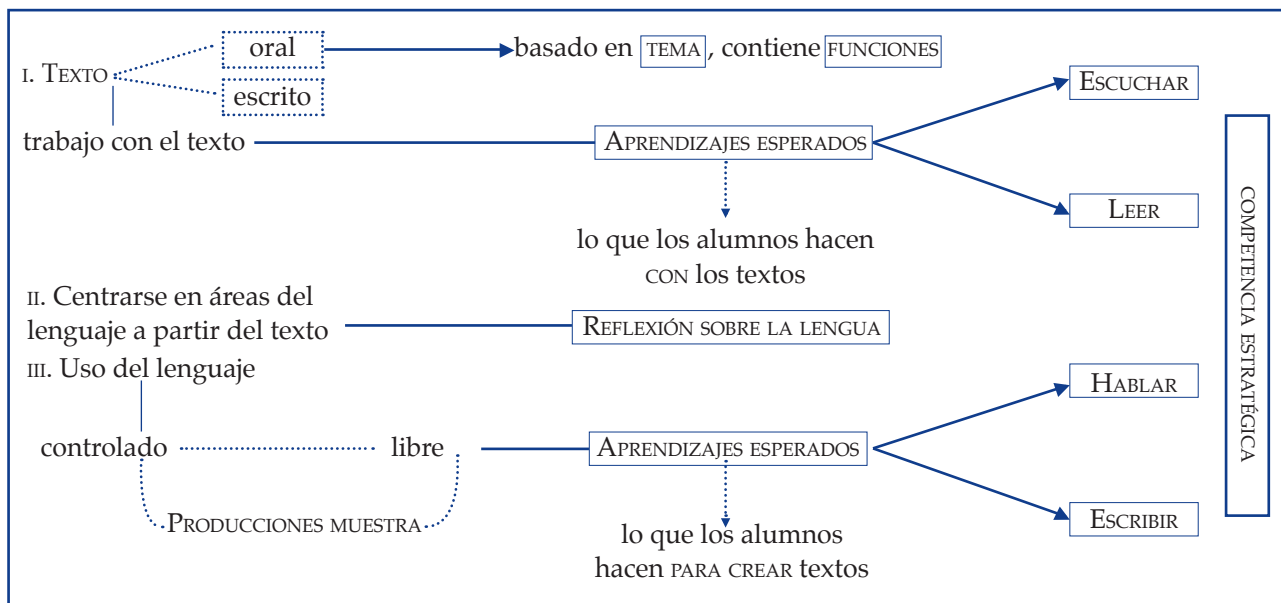 oral
basado en TEMA, contiene FUNCIONES
I. TEXTO
escrito
ESCUCHAR
trabajo con el texto
APRENDIZAJES ESPERADOS
LEER
lo que los alumnos hacen
CON los textos
COMPETENCIA ESTRATÉGICA
II. Centrarse en áreas del
lenguaje a partir del texto
REFLEXIÓN SOBRE LA LENGUA
III. Uso del lenguaje
HABLAR
controlado
libre
APRENDIZAJES ESPERADOS
PRODUCCIONES MUESTRA
ESCRIBIR
lo que los alumnos
hacen PARA CREAR textos